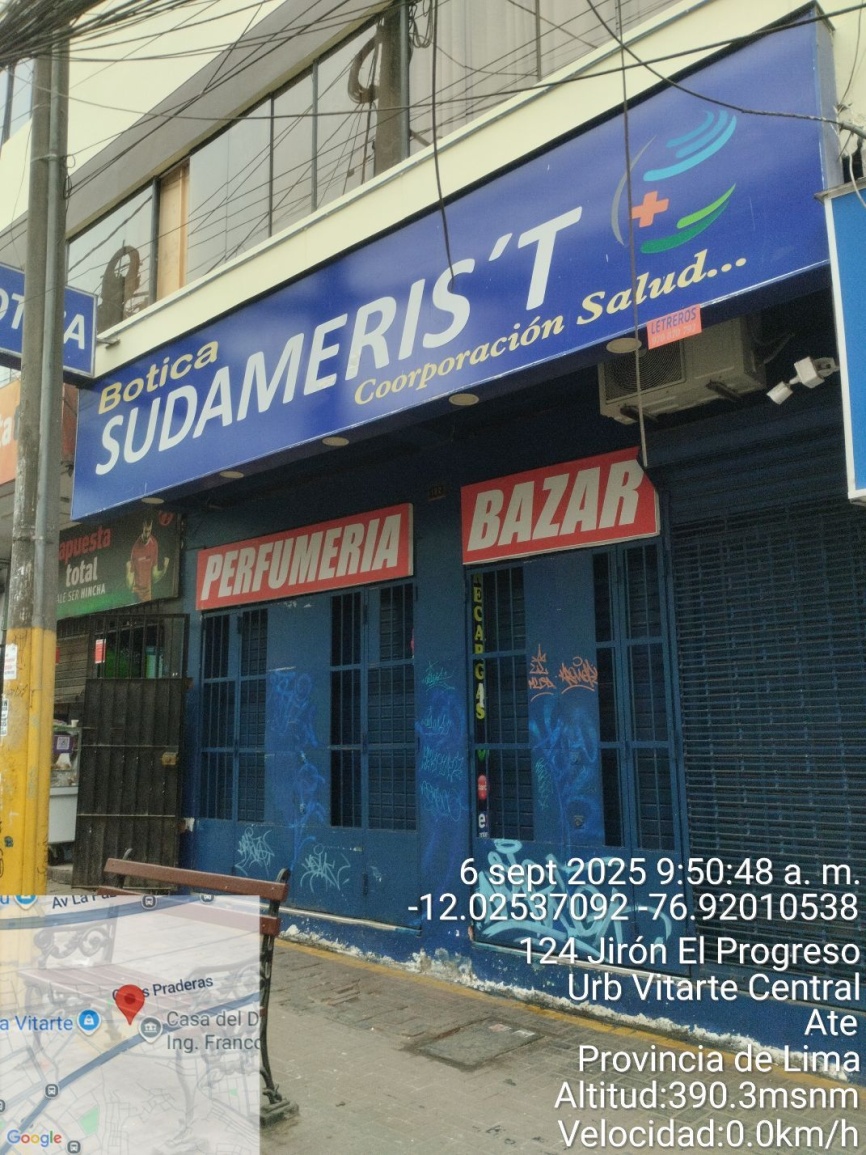 Botica
SUDAMERIS´T
Coorporación Salud...
LETREROS
PERFUMERIA
BAZAR
apuesta
total
HINCHA
RECARGAS
6 sept 2025 9:50:48 a. m.
-12.02537092 -76.92010538
124 Jirón El Progreso
Urb Vitarte Central
Ate
Provincia de Lima
Altitud:390.3msnm
Velocidad:0.0km/h
Av La
Praderas
Vitarte
Casa del D
Ing. Franco
Google